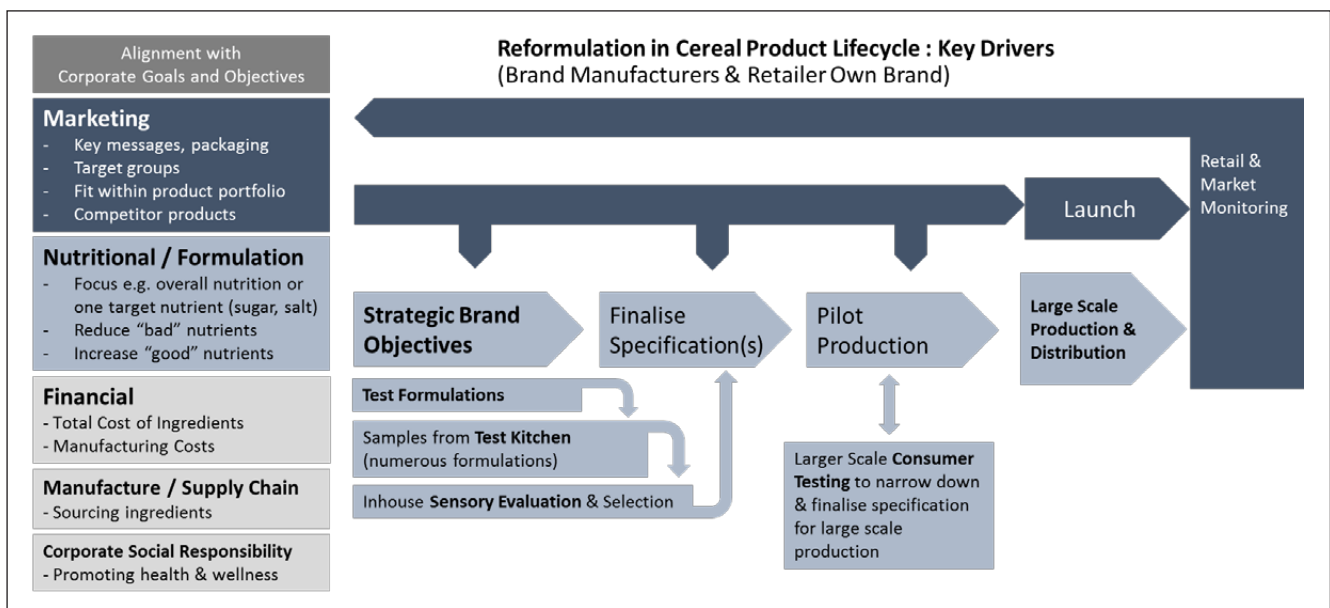 Alignment with
Corporate Goals and Objectives
Marketing
- Key messages, packaging
- Target groups
- Fit within product portfolio
- Competitor products
Nutritional / Formulation
- Focus e.g. overall nutrition or
one target nutrient (sugar, salt)
- Reduce “bad” nutrients
- Increase “good” nutrients
Financial
- Total Cost of Ingredients
- Manufacturing Costs
Manufacture / Supply Chain
- Sourcing ingredients
Corporate Social Responsibility
- Promoting health & wellness
Reformulation in Cereal Product Lifecycle : Key Drivers
(Brand Manufacturers & Retailer Own Brand)
Retail &
Market
Monitoring
Launch
Strategic Brand
Objectives
Finalise
Specification(s)
Pilot
Production
Large Scale
Production &
Distribution
Test Formulations
Samples from Test Kitchen
(numerous formulations)
Inhouse Sensory Evaluation & Selection
Larger Scale Consumer
Testing to narrow down
& finalise specification
for large scale
production